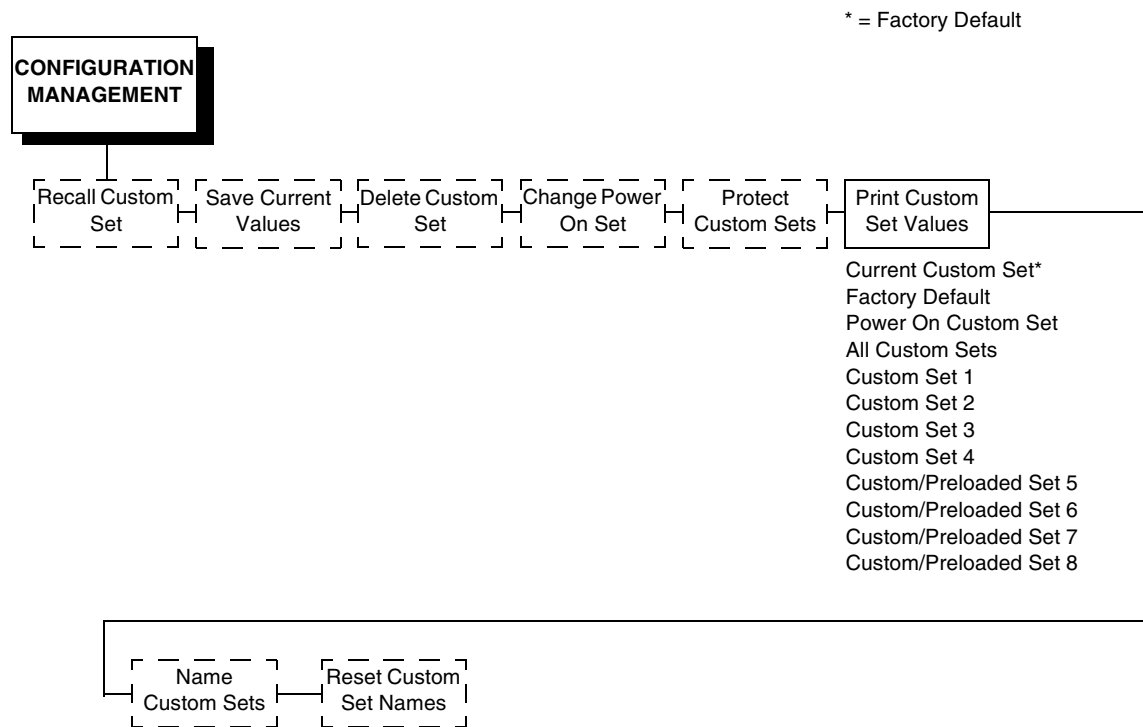 * = Factory Default
CONFIGURATION
MANAGEMENT
Recall Custom
Set
Save Current
Values
Delete Custom
Set
Change Power
On Set
Protect
Custom Sets
Print Custom
Set Values
Current Custom Set*
Factory Default
Power On Custom Set
All Custom Sets
Custom Set 1
Custom Set 2
Custom Set 3
Custom Set 4
Custom/Preloaded Set 5
Custom/Preloaded Set 6
Custom/Preloaded Set 7
Custom/Preloaded Set 8
Name
Custom Sets
Reset Custom
Set Names